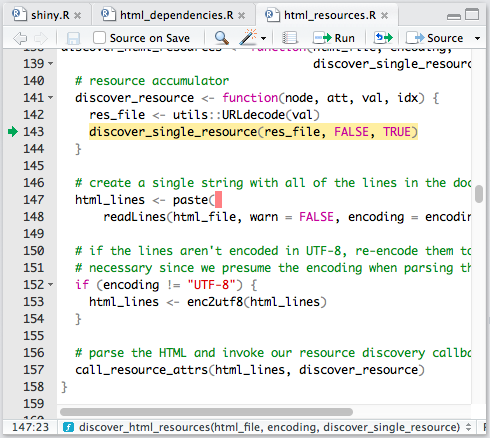 shiny.R × html_dependencies.R × html_resources.R ×
Source on Save Run Source
discover_html_resources <- function(html_file, encoding,
139 discover_single_resourc
140 # resource accumulator
141 discover_resource <- function(node, att, val, idx) {
142 res_file <- utils::URLdecode(val)
143 discover_single_resource(res_file, FALSE, TRUE)
144 }
145
146 # create a single string with all of the lines in the doc
147 html_lines <- paste(
148 readLines(html_file, warn = FALSE, encoding = encodin
149
150 # if the lines aren't encoded in UTF-8, re-encode them to
151 # necessary since we presume the encoding when parsing th
152 if (encoding != "UTF-8") {
153 html_lines <- enc2utf8(html_lines)
154 }
155
156 # parse the HTML and invoke our resource discovery callba
157 call_resource_attrs(html_lines, discover_resource)
158 }
159
147:23 f discover_html_resources(html_file, encoding, discover_single_resource)